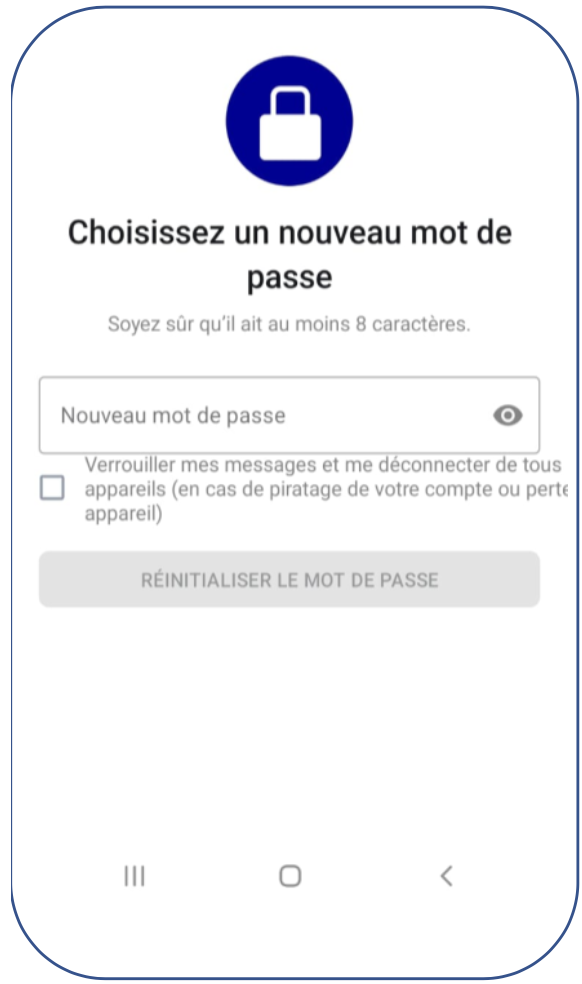 Choisissez un nouveau mot de
passe
Soyez sûr qu'il ait au moins 8 caractères.
Nouveau mot de passe
Verrouiller mes messages et me déconnecter de tous
appareils (en cas de piratage de votre compte ou perte
appareil)
RÉINITIALISER LE MOT DE PASSE